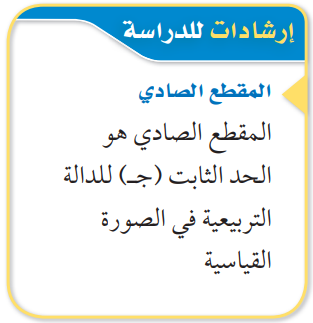 إرشادات للدراسة
المقطع الصادي
المقطع الصادي هو
الحد الثابت (جـ) للدالة
التربيعية في الصورة
القياسية